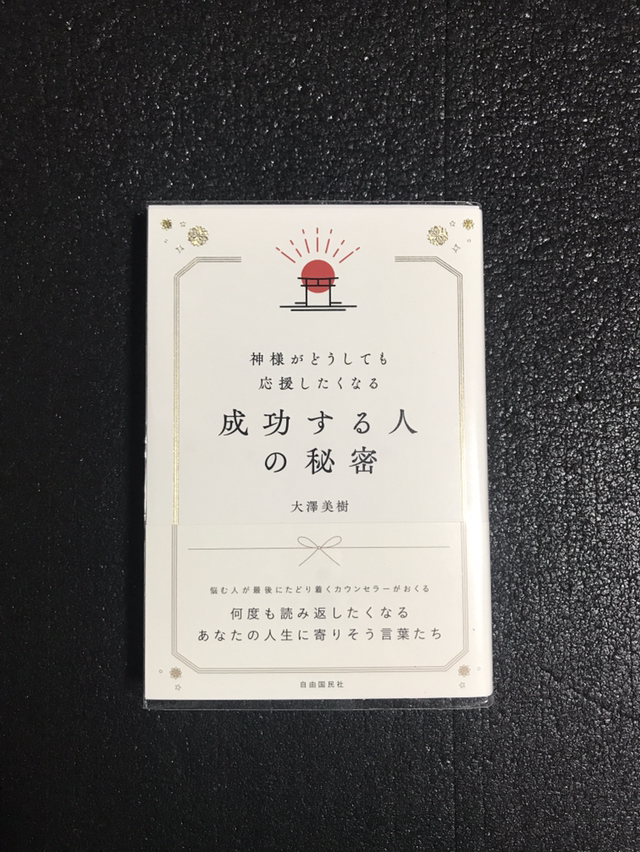 神様がどうしても
応援したくなる
成功する人
の秘密
大澤美樹
悩む人が最後にたどり着くカウンセラーがおくる
何度も読み返したくなる
あなたの人生に寄りそう言葉たち
自由国民社